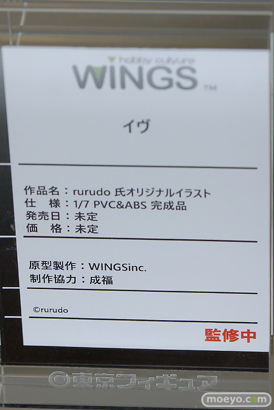 hobby culyure
WINGS TM
イヴ
作品名：rurudo 氏オリジナルイラスト
仕　様：1/7 PVC&ABS 完成品
発売日：未定
価　格：未定
原型製作：WINGSinc.
制作協力：成福
©rurudo
監修中
東京フィギュア
moeyo.com